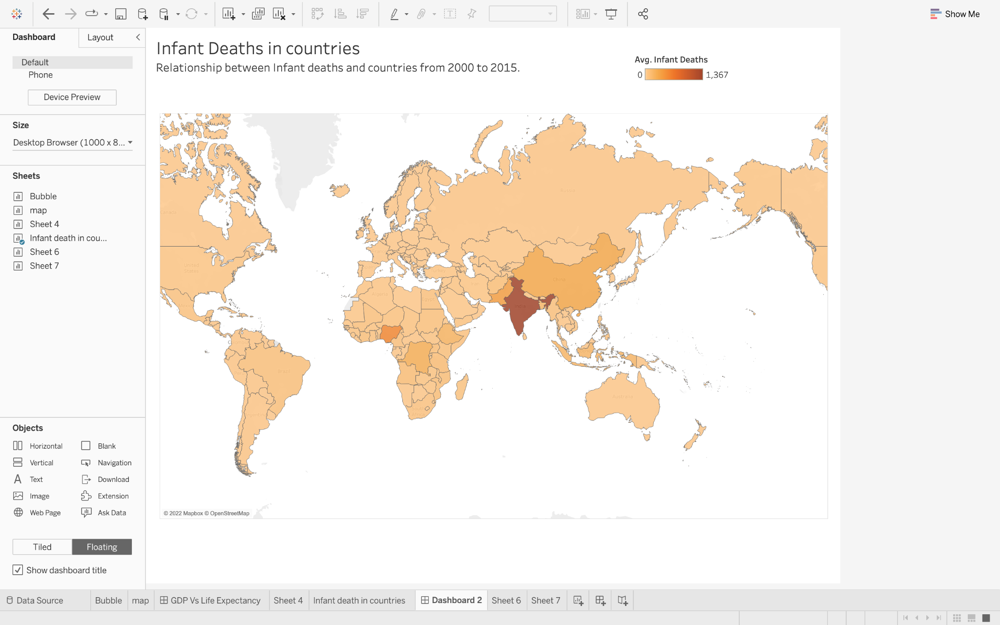 Show Me
Dashboard
Layout
Default
Phone
Device Preview
Size
Desktop Browser (1000 x 8...
Sheets
Bubble
map
Sheet 4
Infant death in cou...
Sheet 6
Sheet 7
Objects
Horizontal
Blank
Vertical
Navigation
A Text
Download
Image
Extension
Web Page
Ask Data
Tiled
Floating
Show dashboard title
Infant Deaths in countries
Relationship between Infant deaths and countries from 2000 to 2015.
Avg. Infant Deaths
0
1,367
Russia
Canada
United
States
France
Spain
Turkey
Iran
China
Algeria
Egypt
India
Mexico
Colombia
Peru
Brazil
Australia
South
Africa
Argentina
© 2022 Mapbox © OpenStreetMap
Data Source
Bubble
map
GDP Vs Life Expectancy
Sheet 4
Infant death in countries
Dashboard 2
Sheet 6
Sheet 7